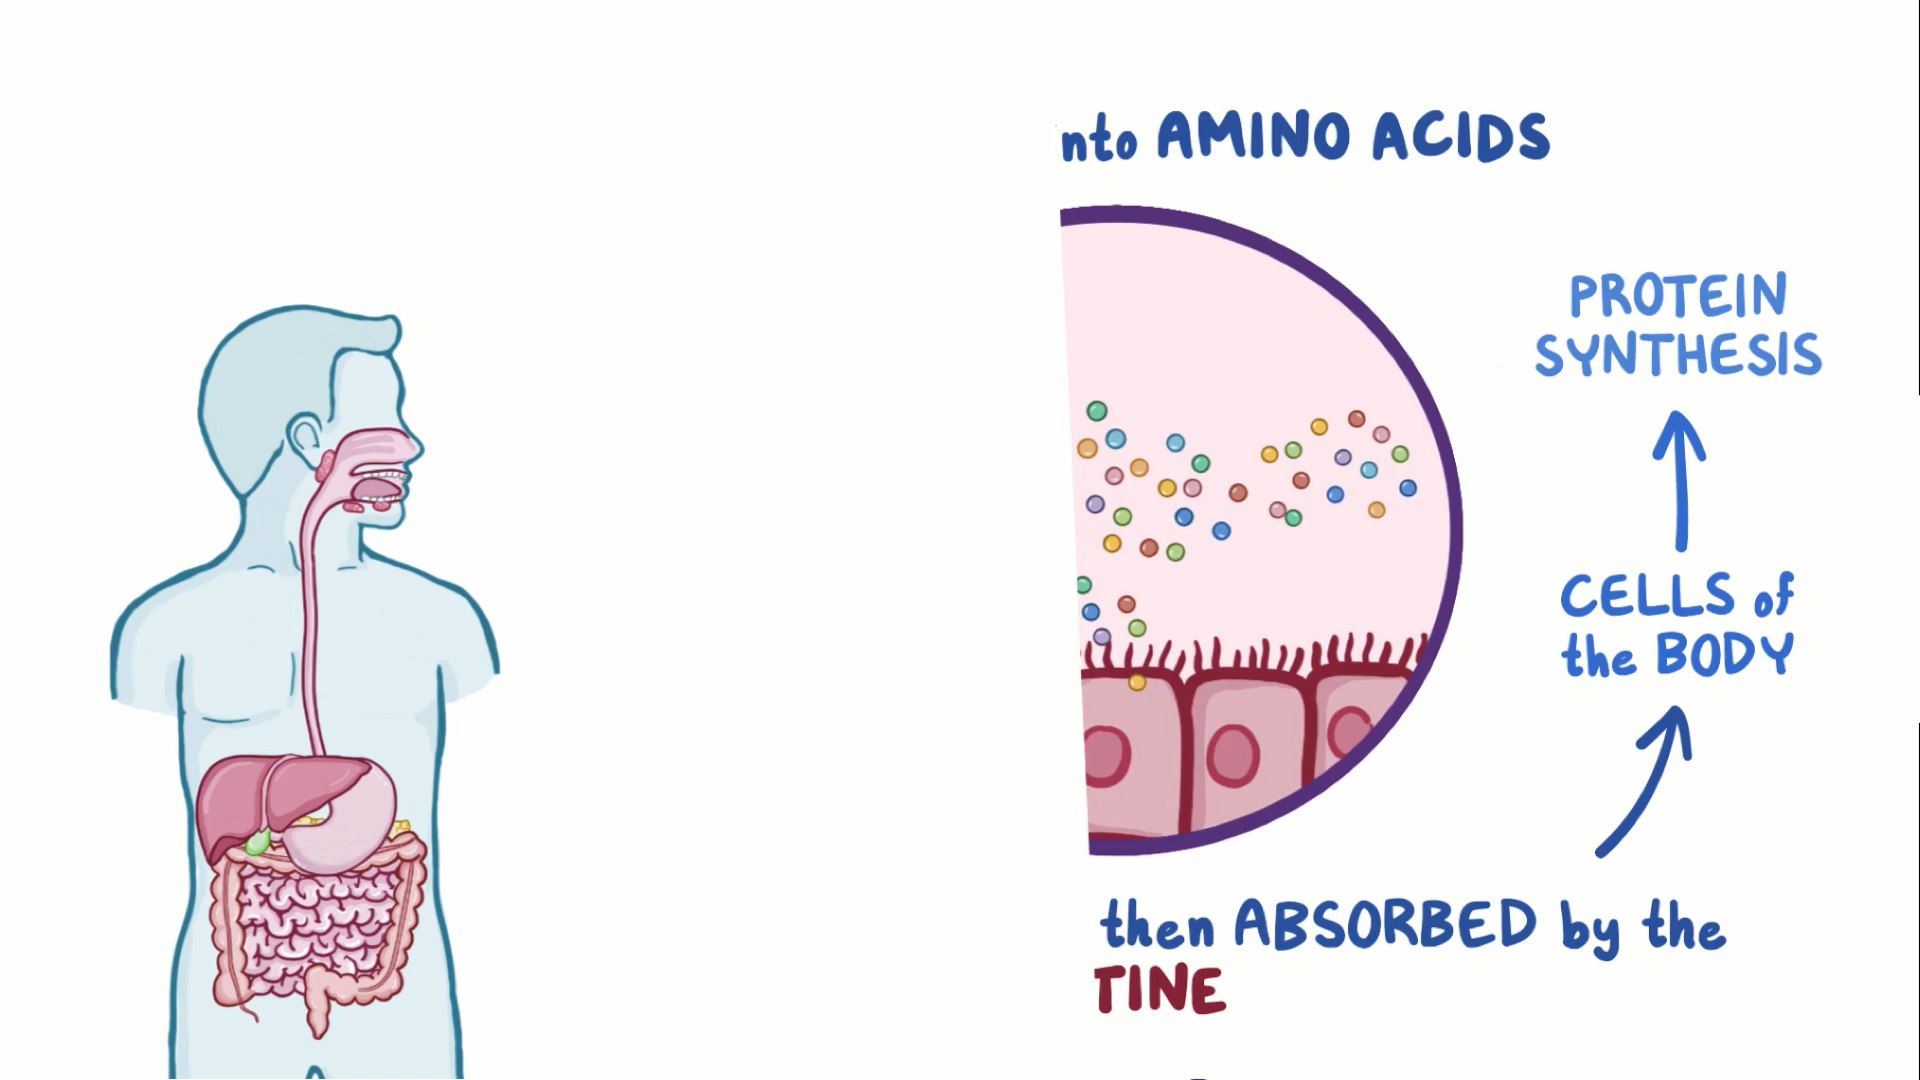 nto AMINO ACIDS
PROTEIN
SYNTHESIS
CELLS of
the BODY
then ABSORBED by the
TINE